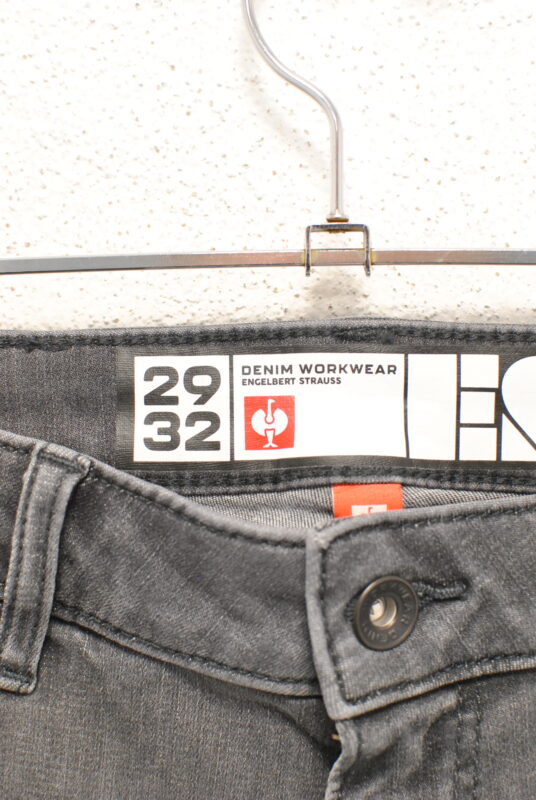 29
32
DENIM WORKWEAR
ENGELBERT STRAUSS